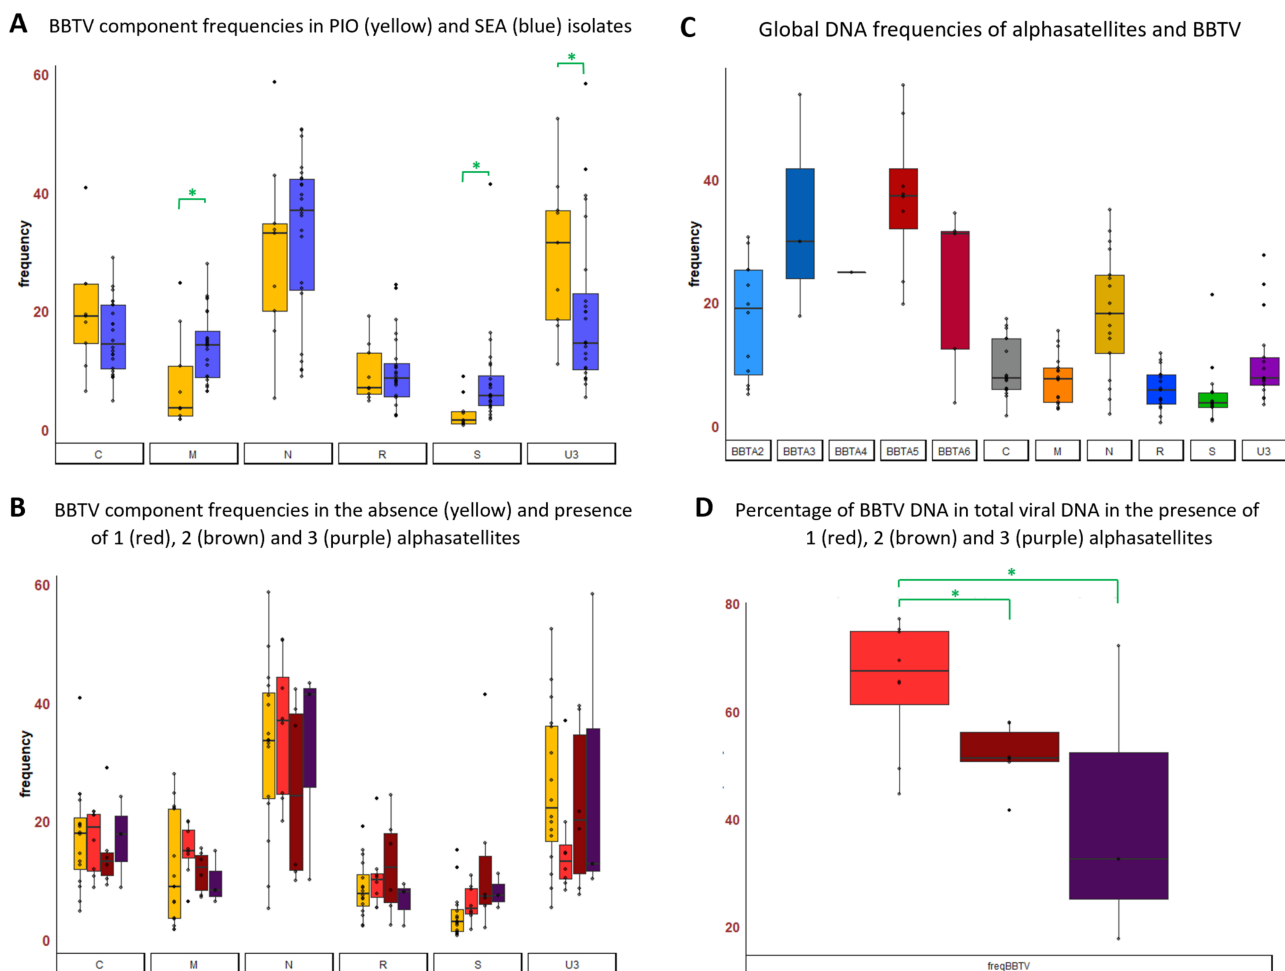 A BBTV component frequencies in PIO (yellow) and SEA (blue) isolates
60
40
20
0
frequency
*
*
*
C M N R S U3
C Global DNA frequencies of alphasatellites and BBTV
40
20
0
frequency
BBTA2 BBTA3 BBTA4 BBTA5 BBTA6 C M N R S U3
B BBTV component frequencies in the absence (yellow) and presence
of 1 (red), 2 (brown) and 3 (purple) alphasatellites
60
40
20
0
frequency
C M N R S U3
D Percentage of BBTV DNA in total viral DNA in the presence of
1 (red), 2 (brown) and 3 (purple) alphasatellites
80
60
40
20
*
*
freqBBTV